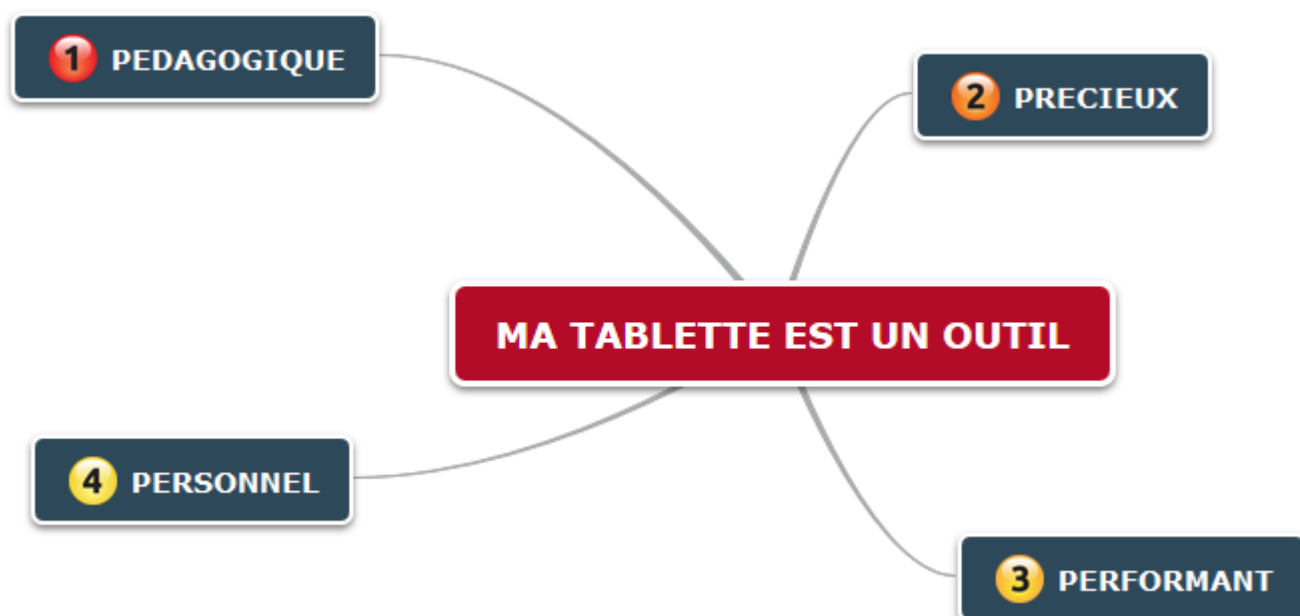 1 PEDAGOGIQUE
2 PRECIEUX
MA TABLETTE EST UN OUTIL
4 PERSONNEL
3 PERFORMANT